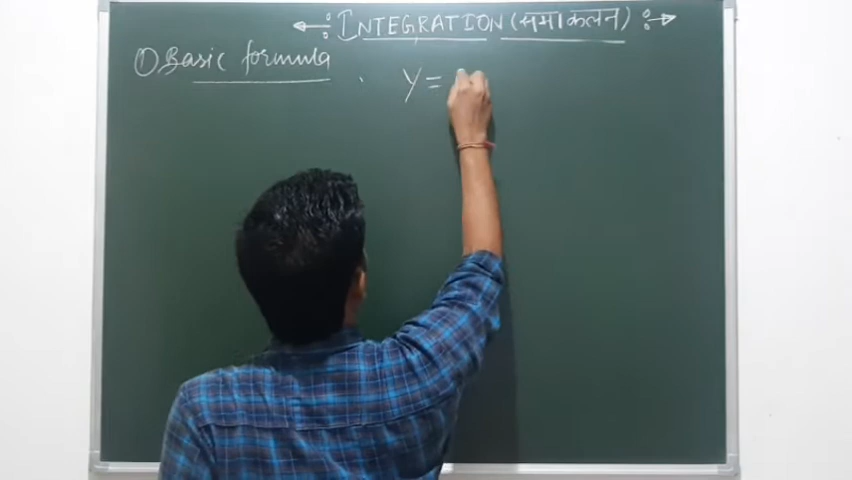 INTEGRATION (समाकलन)
① Basic formula
Y =